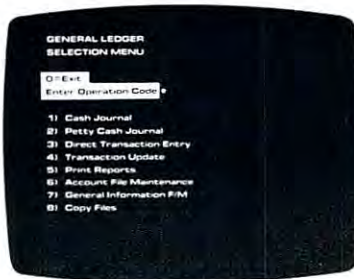 GENERAL LEDGER
SELECTION MENU
0=Exit
Enter Operation Code
1) Cash Journal
2) Petty Cash Journal
3) Direct Transaction Entry
4) Transaction Update
5) Print Reports
6) Account File Maintenance
7) General Information F/M
8) Copy Files